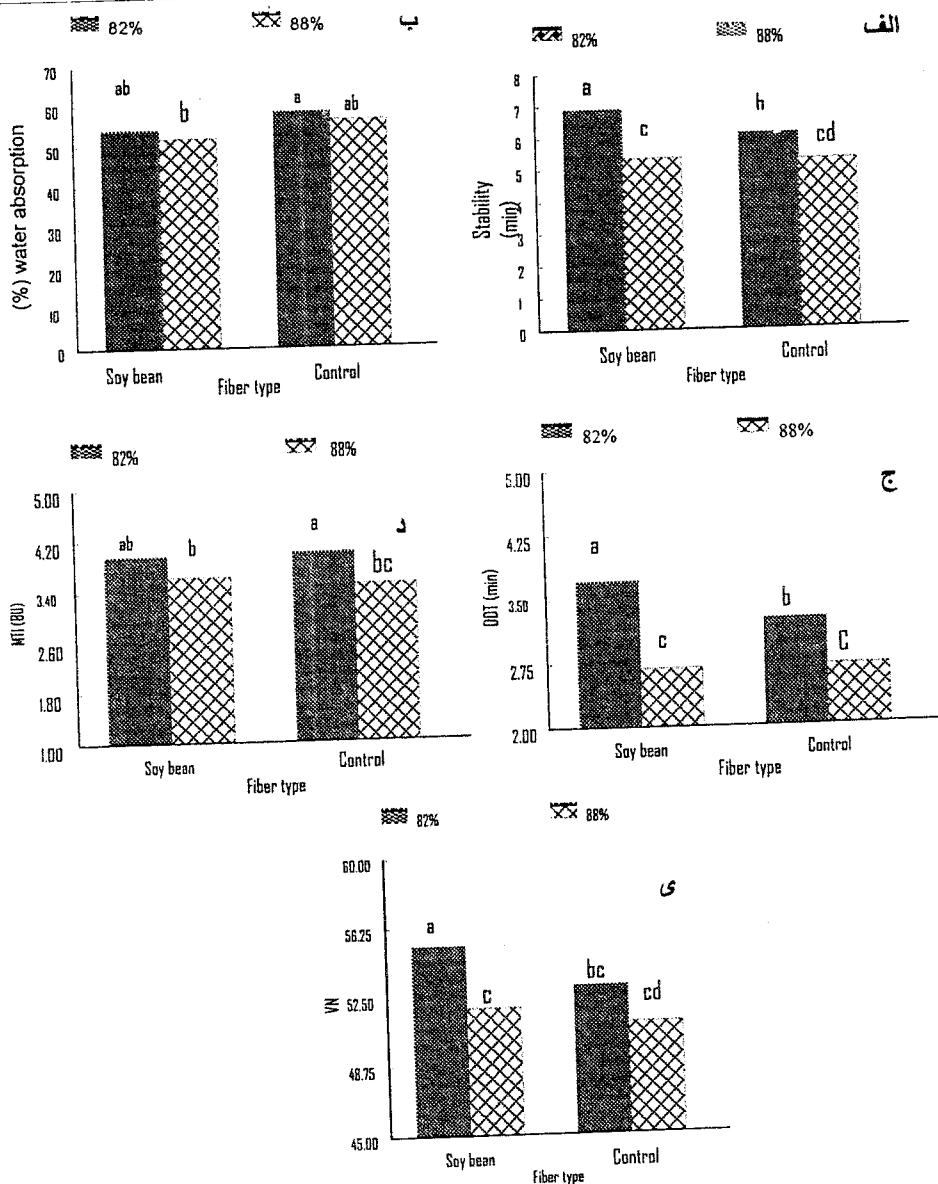 82% 88% ب
70
60
50
40
30
20
10
0
(%) water absorption
ab b a ab
Soy bean Control
Fiber type
82% 88% الف
8
7
6
5
4
3
2
1
0
Stability
(min)
a c h cd
Soy bean Control
Fiber type
82% 88%
د
5.00
4.20
3.40
2.60
1.80
1.00
MTI (BU)
ab b a bc
Soy bean Control
Fiber type
82% 88%
ج
5.00
4.25
3.50
2.75
2.00
DDT (min)
a c b C
Soy bean Control
Fiber type
82% 88%
ی
60.00
56.25
52.50
48.75
45.00
VN
a c bc cd
Soy bean Control
Fiber type